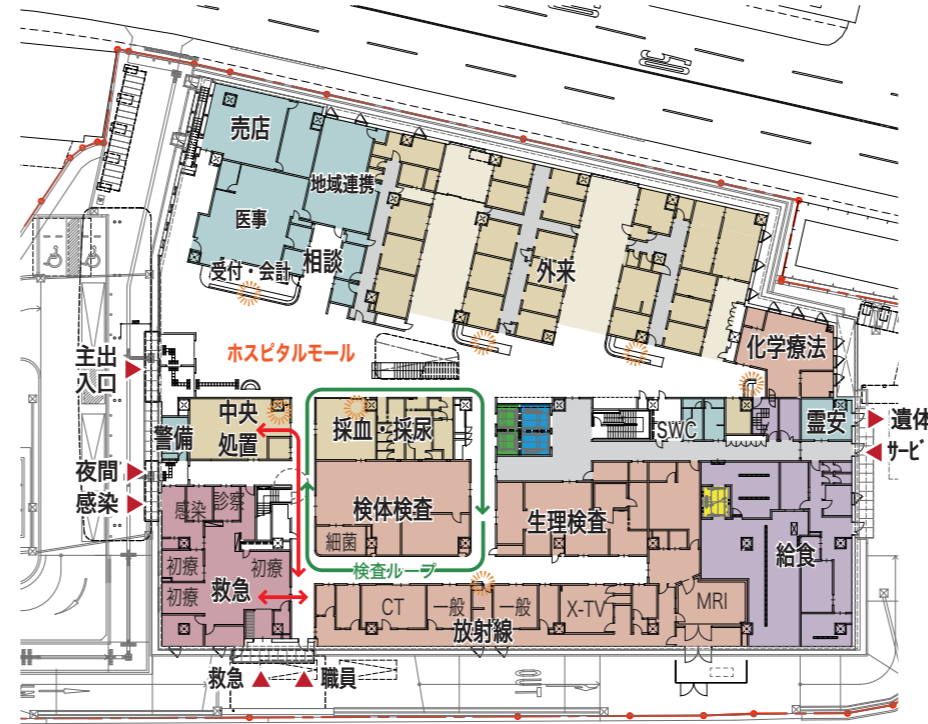 売店
地域連携
医事
相談
受付・会計
外来
ホスピタルモール
化学療法
主出
入口
中央
処置
採血・採尿
SWC
霊安
遺体
サービ
警備
夜間
感染
感染
診察
検体検査
生理検査
細菌
給食
初療
初療
初療
救急
検査ループ
CT
一般
一般
X-TV
MRI
放射線
救急
職員